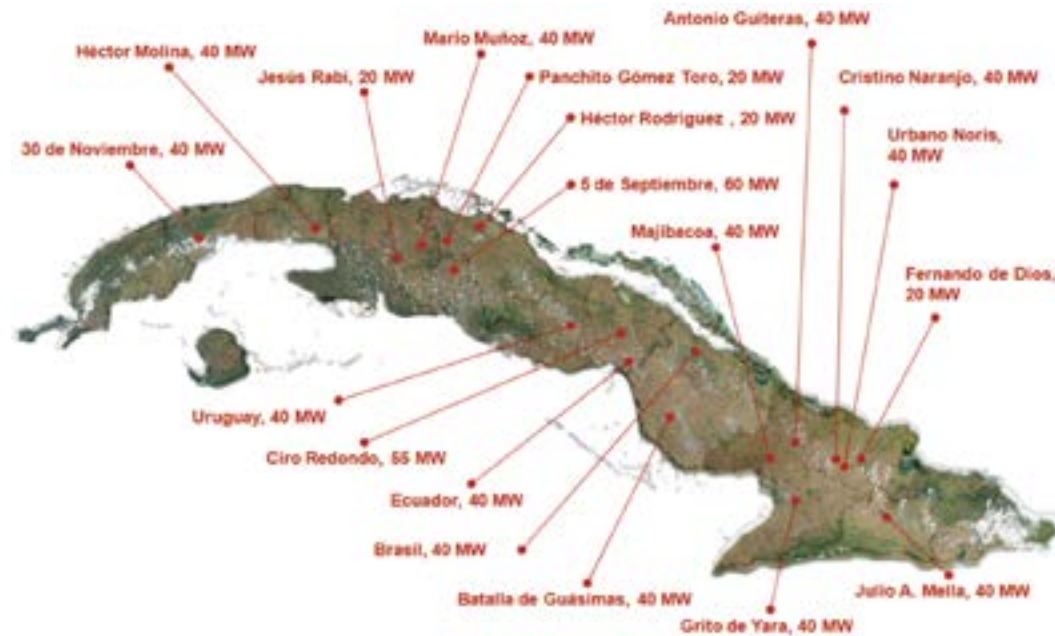 Antonio Guiteras, 40 MW
Mario Muñoz, 40 MW
Héctor Molina, 40 MW
Jesús Rabí, 20 MW
Panchito Gómez Toro, 20 MW
Cristino Naranjo, 40 MW
Héctor Rodríguez , 20 MW
30 de Noviembre, 40 MW
Urbano Noris,
40 MW
5 de Septiembre, 60 MW
Majibacoa, 40 MW
Fernando de Dios,
20 MW
Uruguay, 40 MW
Ciro Redondo, 55 MW
Ecuador, 40 MW
Brasil, 40 MW
Batalla de Guásimas, 40 MW
Julio A. Mella, 40 MW
Grito de Yara, 40 MW